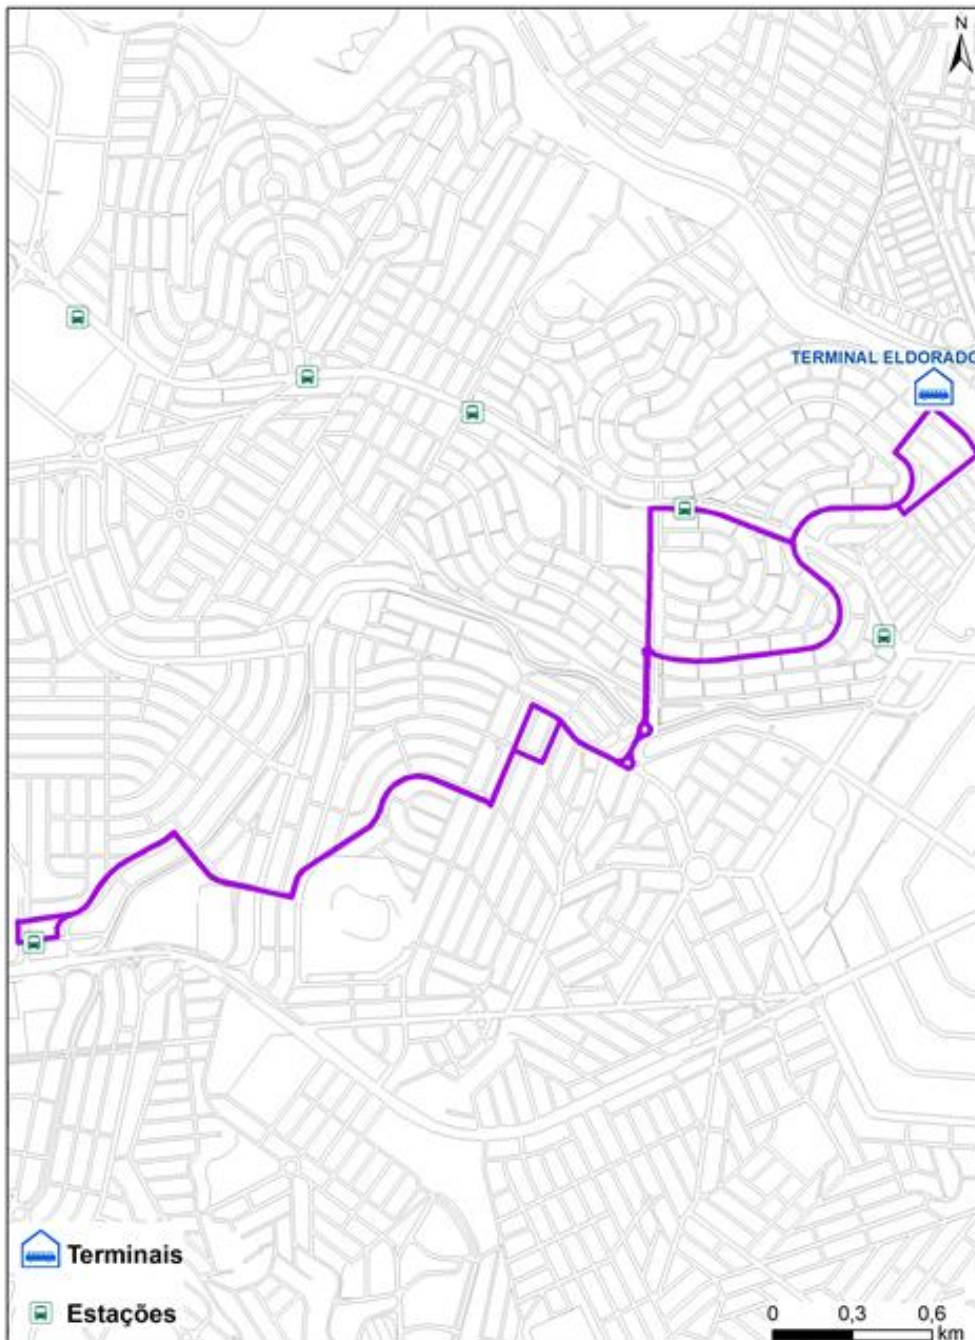 N
TERMINAL ELDORADO
Terminais
Estações
0 0,3 0,6
km